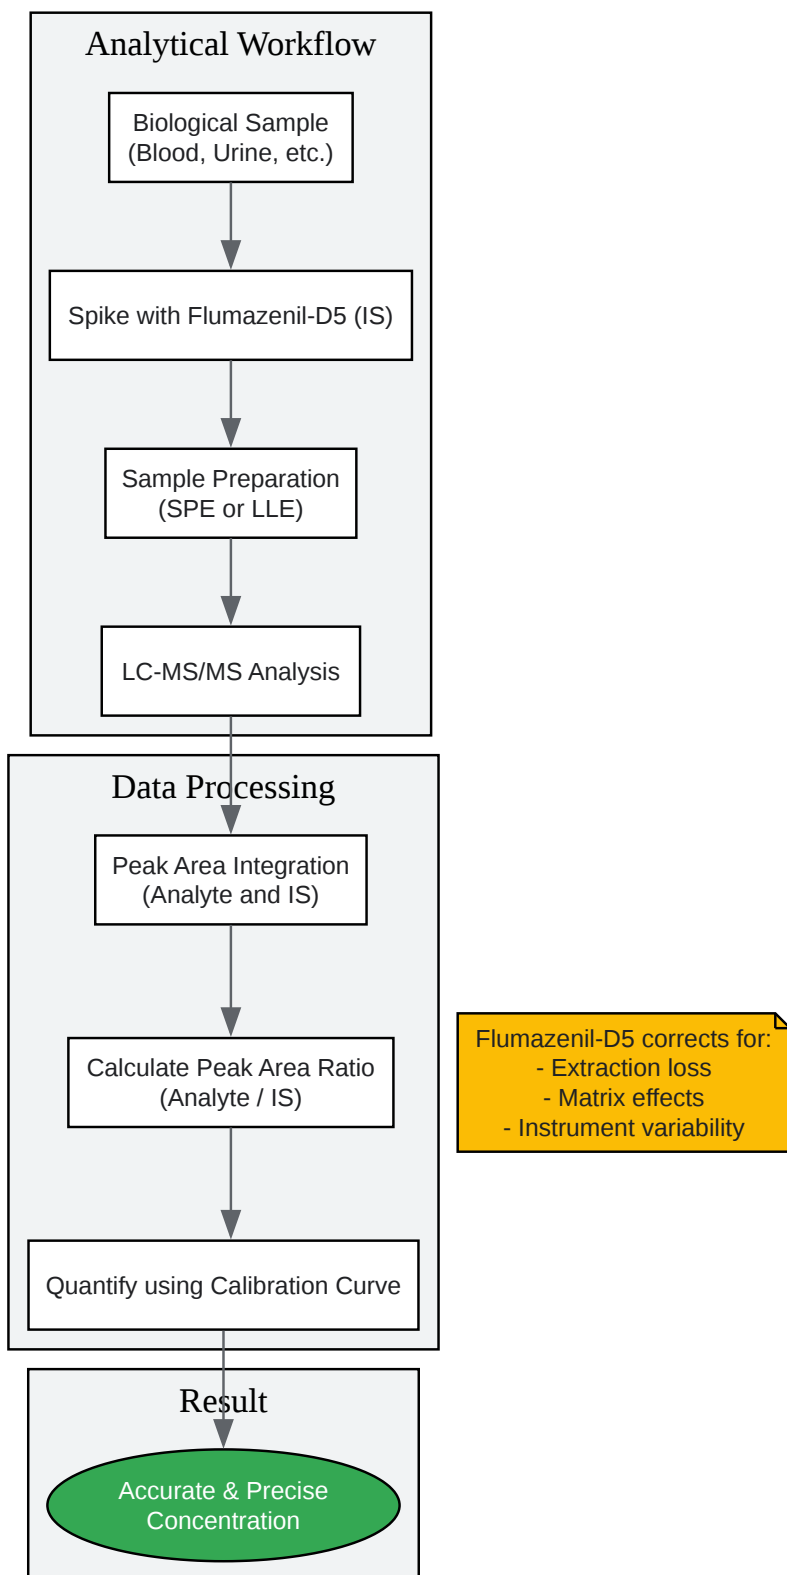 Analytical Workflow
Biological Sample
(Blood, Urine, etc.)
Spike with Flumazenil-D5 (IS)
Sample Preparation
(SPE or LLE)
LC-MS/MS Analysis
Data Processing
Peak Area Integration
(Analyte and IS)
Calculate Peak Area Ratio
(Analyte / IS)
Flumazenil-D5 corrects for:
- Extraction loss
- Matrix effects
- Instrument variability
Quantify using Calibration Curve
Result
Accurate & Precise
Concentration